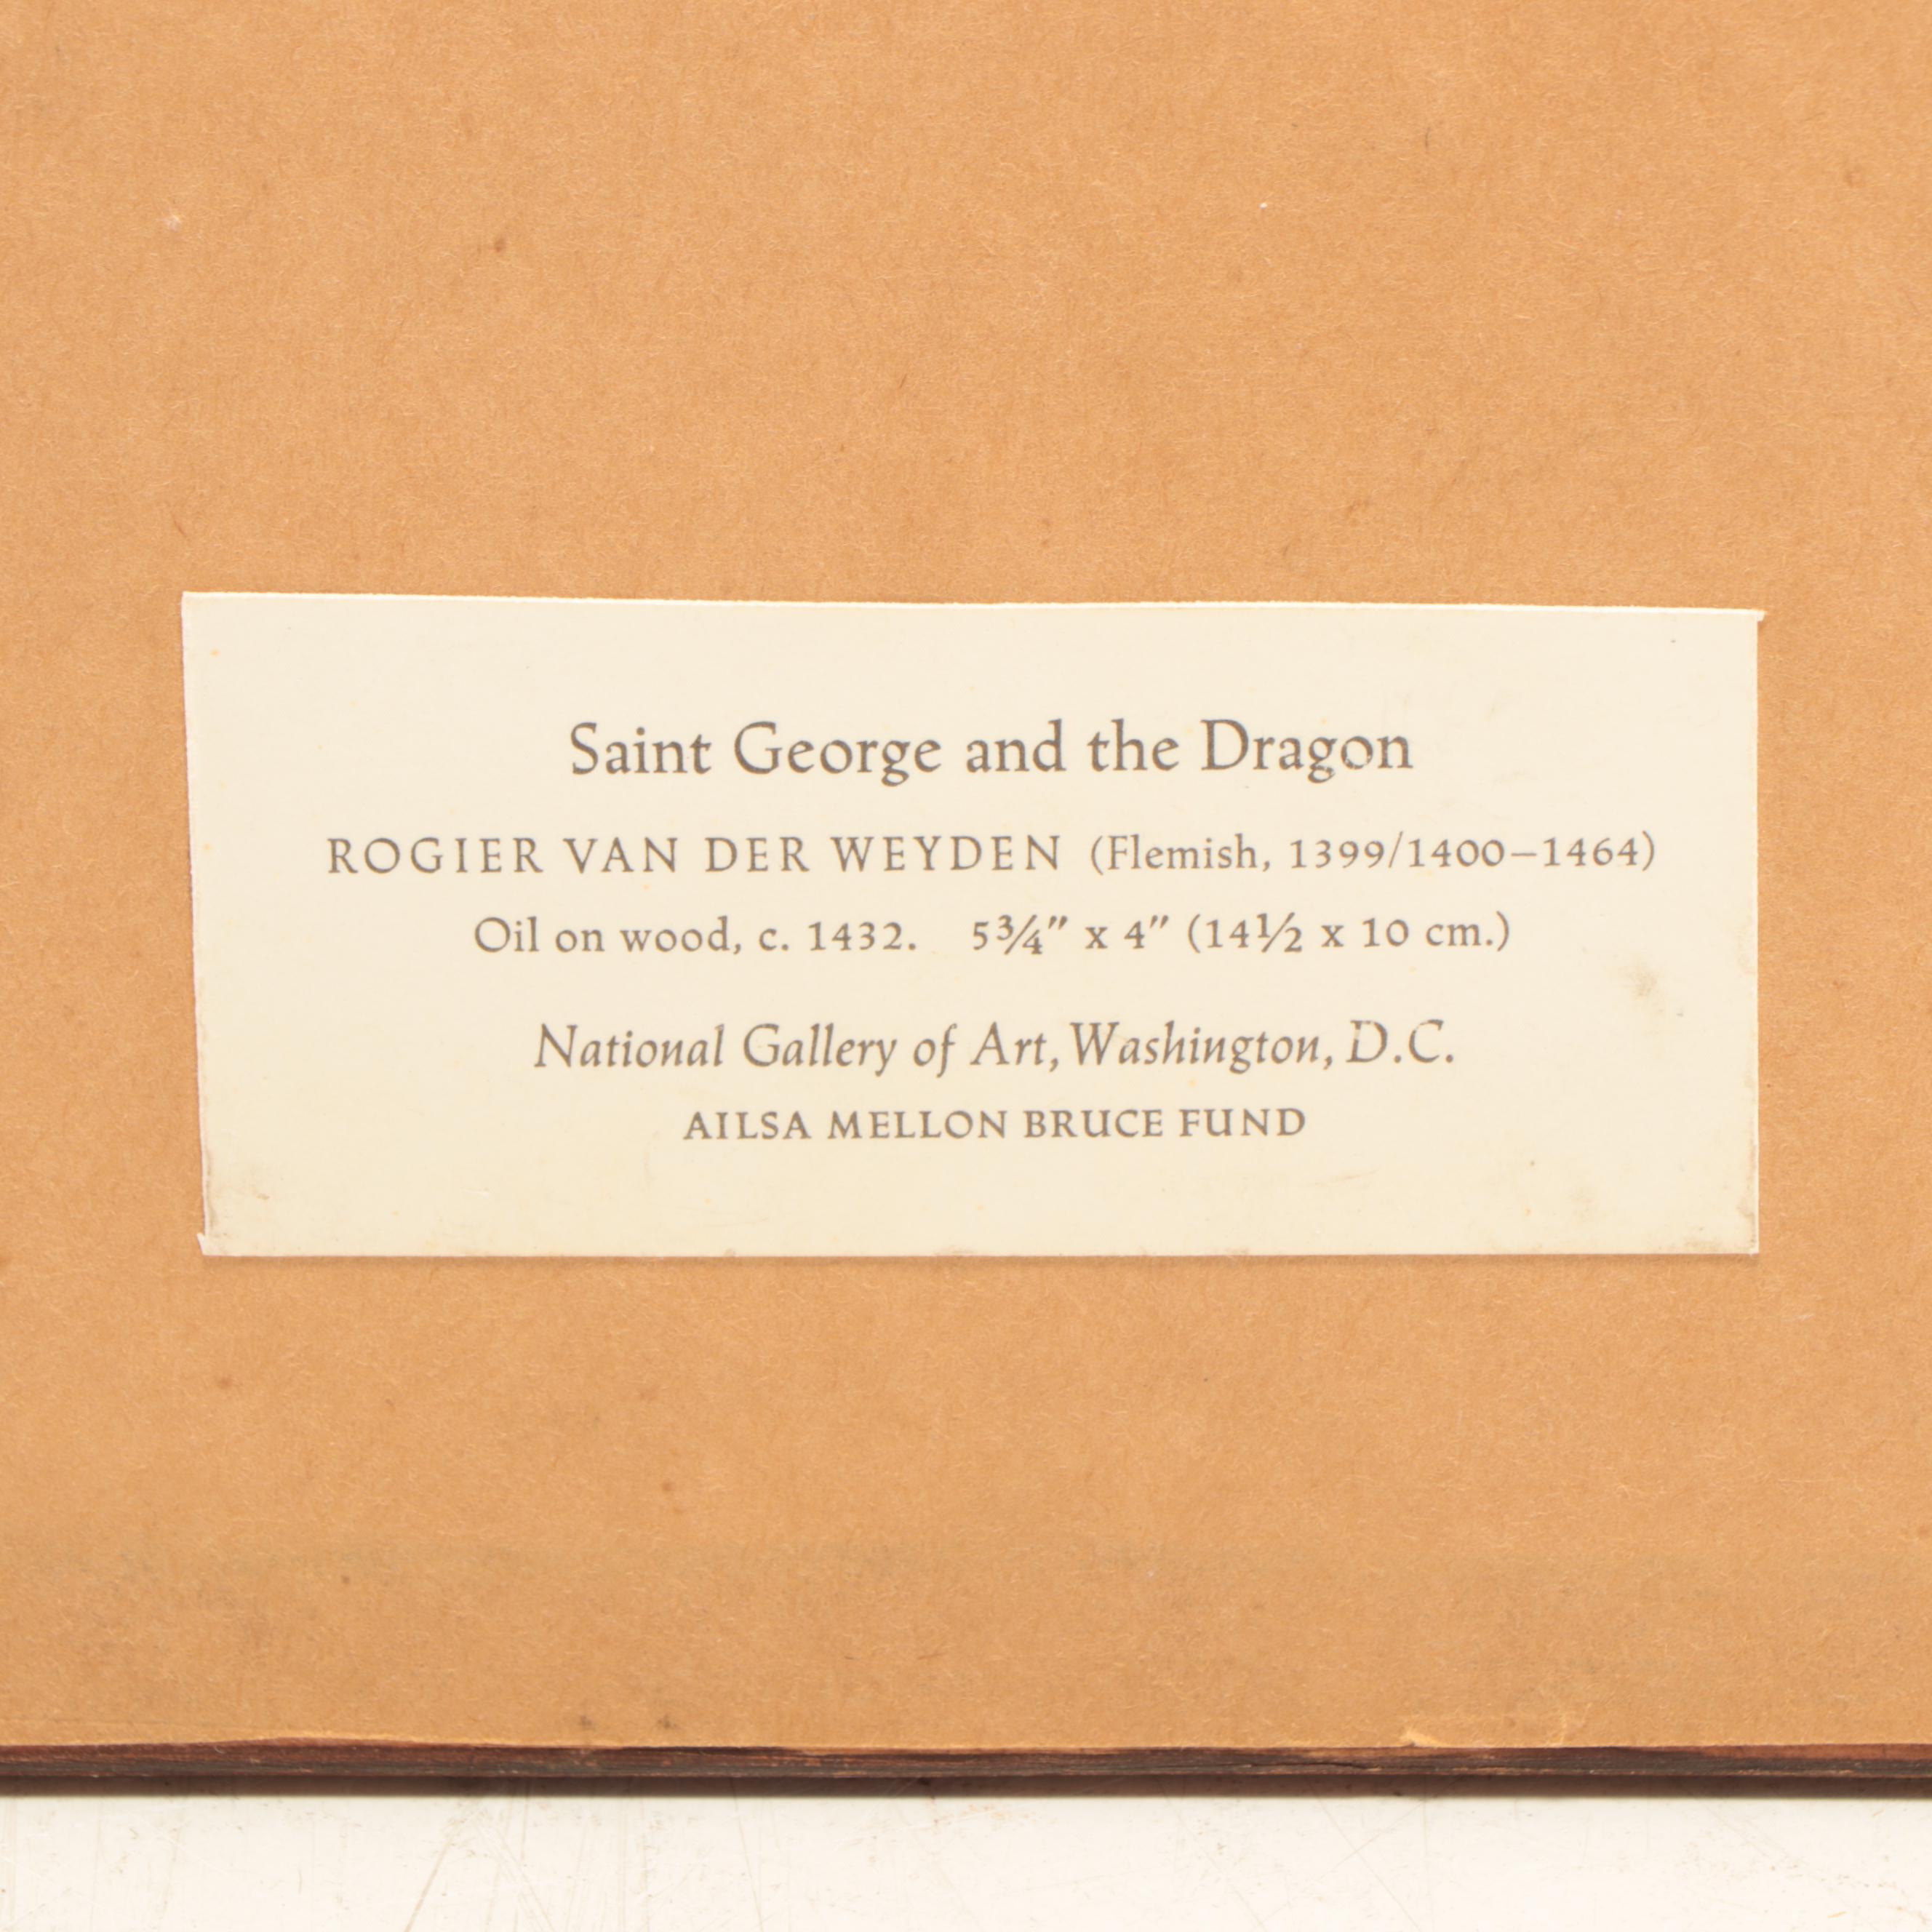 Saint George and the Dragon
ROGIER VAN DER WEYDEN (Flemish, 1399/1400–1464)
Oil on wood, c. 1432. 5¾" x 4" (14½ x 10 cm.)
National Gallery of Art, Washington, D.C.
AILSA MELLON BRUCE FUND